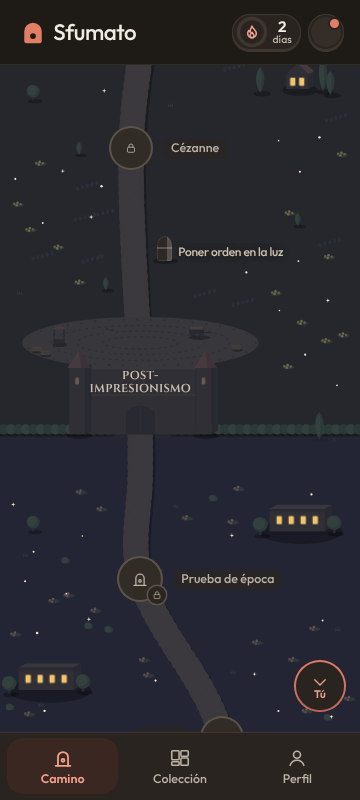 Sfumato
2
días
Cézanne
Poner orden en la luz
POST-
IMPRESIONISMO
Prueba de época
Tú
Camino
Colección
Perfil